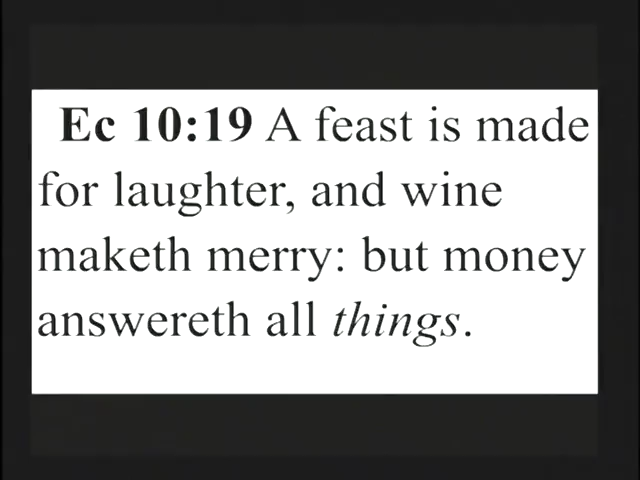 Ec 10:19 A feast is made
for laughter, and wine
maketh merry: but money
answereth all things.